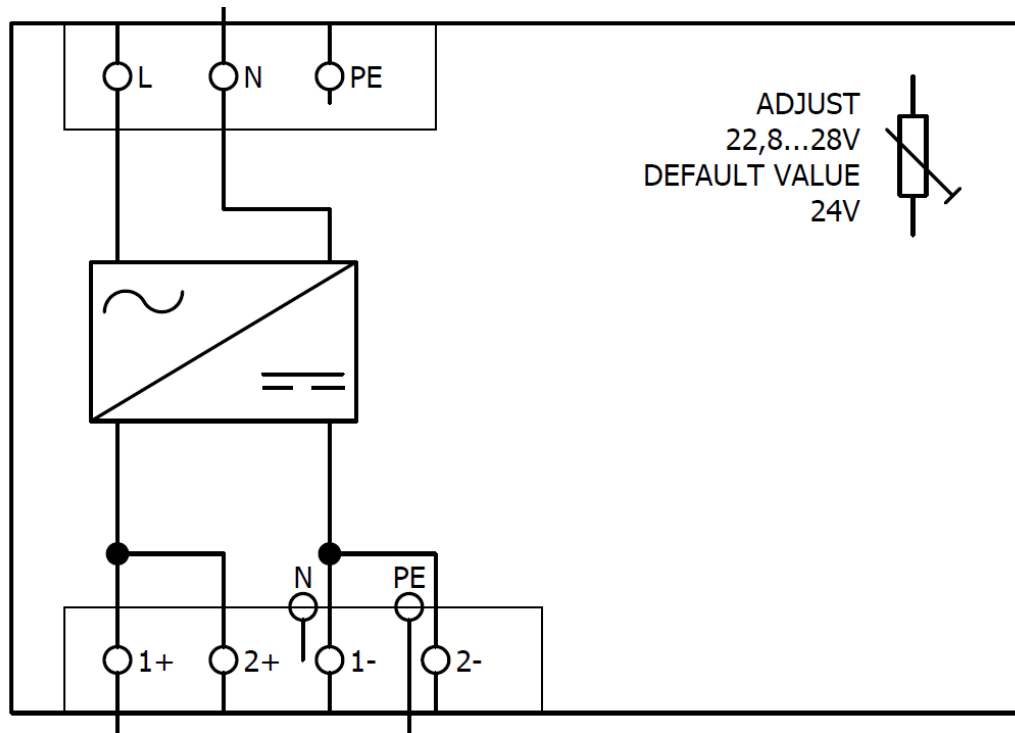 L
N
PE
ADJUST
22,8...28V
DEFAULT VALUE
24V
N
PE
1+
2+
1-
2-